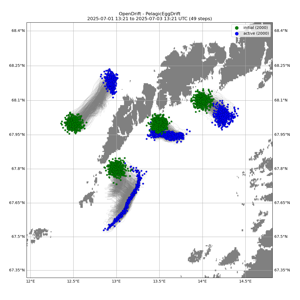 OpenDrift - PelagicEggDrift
2025-07-01 13:21 to 2025-07-03 13:21 UTC (49 steps)
initial (2000)
active (2000)
68.4°N
68.25°N
68.1°N
67.95°N
67.8°N
67.65°N
67.5°N
67.35°N
12°E
12.5°E
13°E
13.5°E
14°E
14.5°E